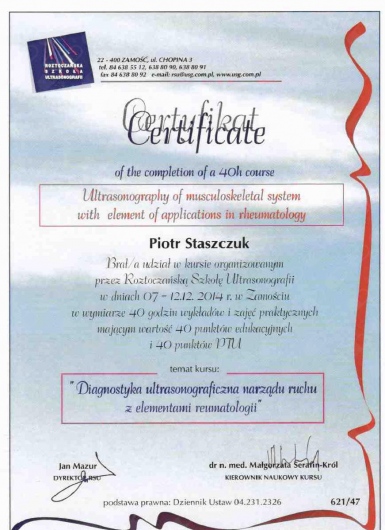 ROZTOCZAŃSKA
SZKOŁA
ULTRASONOGRAFII
22 - 400 ZAMOŚĆ, ul. CHOPINA 3
tel. 84 638 55 12, 638 80 90, 638 80 91
fax 84 638 80 92 e-mail: rsu@usg.com.pl, www.usg.com.pl
Certyfikat
Certificate
of the completion of a 40h course
Ultrasonography of musculoskeletal system
with element of applications in rheumatology
Piotr Staszczuk
Brał/a udział w kursie organizowanym
przez Roztoczańską Szkołę Ultrasonografii
w dniach 07 - 12.12. 2014 r. w Zamościu
w wymiarze 40 godzin wykładów i zajęć praktycznych
mającym wartość 40 punktów edukacyjnych
i 40 punktów PTU
temat kursu:
"Diagnostyka ultrasonograficzna narządu ruchu
z elementami reumatologii"
Jan Mazur
DYREKTOR RSU
dr n. med. Małgorzata Serafin-Król
KIEROWNIK NAUKOWY KURSU
podstawa prawna: Dziennik Ustaw 04.231.2326
621/47